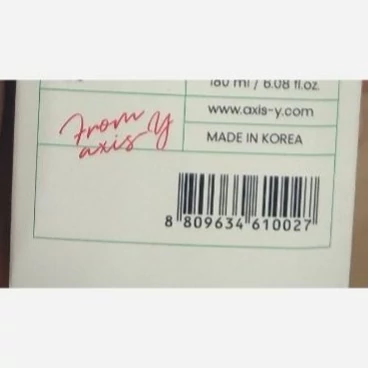 180 ml / 6.08 fl.oz.
www.axis-y.com
From
axis Y
MADE IN KOREA
8 809634 610027